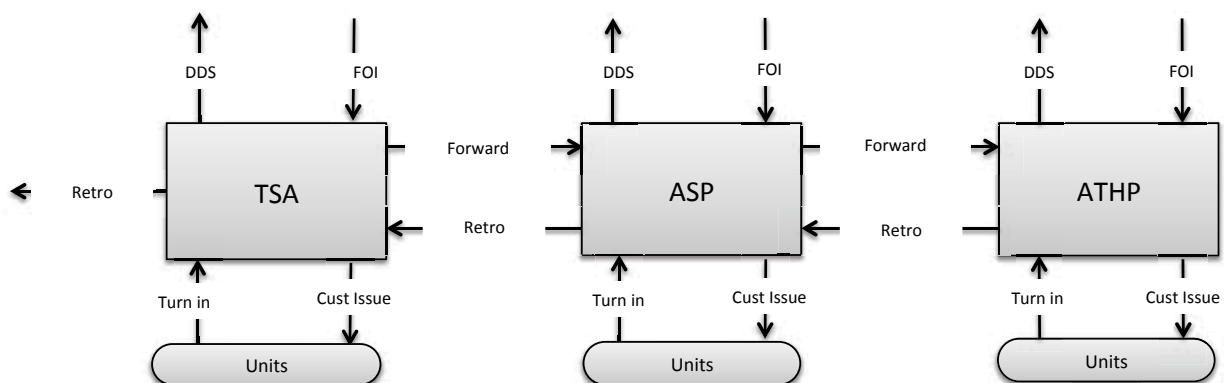 DDS FOI DDS FOI DDS FOI
Forward Forward
Retro TSA ASP ATHP
Retro Retro
Turn in Cust Issue Turn in Cust Issue Turn in Cust Issue
Units Units Units